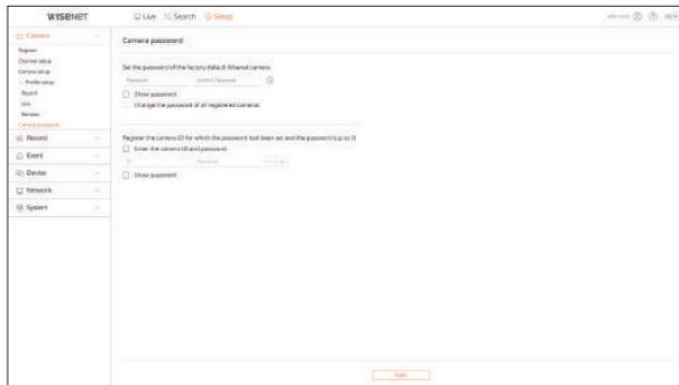 WISENET
Live Search Setup
Camera
Camera password
Register
Channel setup
Camera setup
Profile setup
Record
Live
Remote
Camera password
Set the password of the factory default Wisenet camera.
Password Confirm Password
Show password
Change the password of all registered cameras
Record
Register the camera ID for which the password had been set and the password (up to 3)
Event
Enter the camera ID and password.
ID Password
Device
Show password
Network
System
Apply